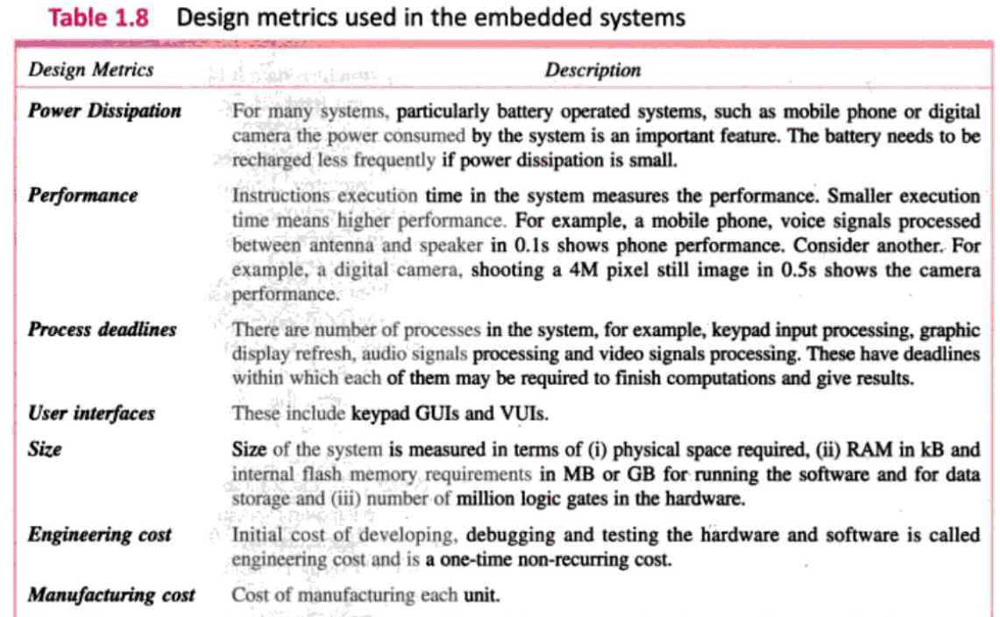 Table 1.8 Design metrics used in the embedded systems
Design Metrics Description
Power Dissipation For many systems, particularly battery operated systems, such as mobile phone or digital
camera the power consumed by the system is an important feature. The battery needs to be
recharged less frequently if power dissipation is small.
Performance Instructions execution time in the system measures the performance. Smaller execution
time means higher performance. For example, a mobile phone, voice signals processed
between antenna and speaker in 0.1s shows phone performance. Consider another. For
example, a digital camera, shooting a 4M pixel still image in 0.5s shows the camera
performance.
Process deadlines There are number of processes in the system, for example, keypad input processing, graphic
display refresh, audio signals processing and video signals processing. These have deadlines
within which each of them may be required to finish computations and give results.
User interfaces These include keypad GUIs and VUIs.
Size Size of the system is measured in terms of (i) physical space required, (ii) RAM in kB and
internal flash memory requirements in MB or GB for running the software and for data
storage and (iii) number of million logic gates in the hardware.
Engineering cost Initial cost of developing, debugging and testing the hardware and software is called
engineering cost and is a one-time non-recurring cost.
Manufacturing cost Cost of manufacturing each unit.